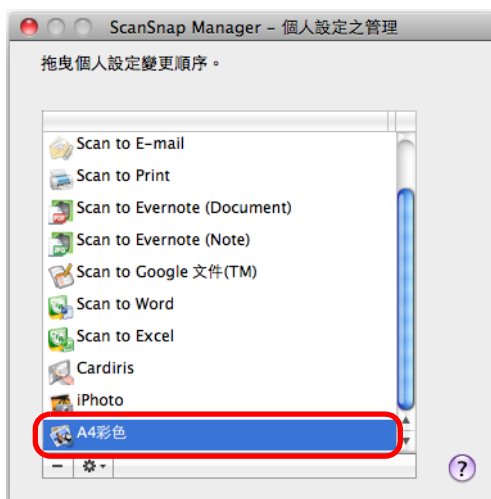 ScanSnap Manager – 個人設定之管理
拖曳個人設定變更順序。
Scan to E-mail
Scan to Print
Scan to Evernote (Document)
Scan to Evernote (Note)
Scan to Google 文件(TM)
Scan to Word
Scan to Excel
Cardiris
iPhoto
A4彩色
?